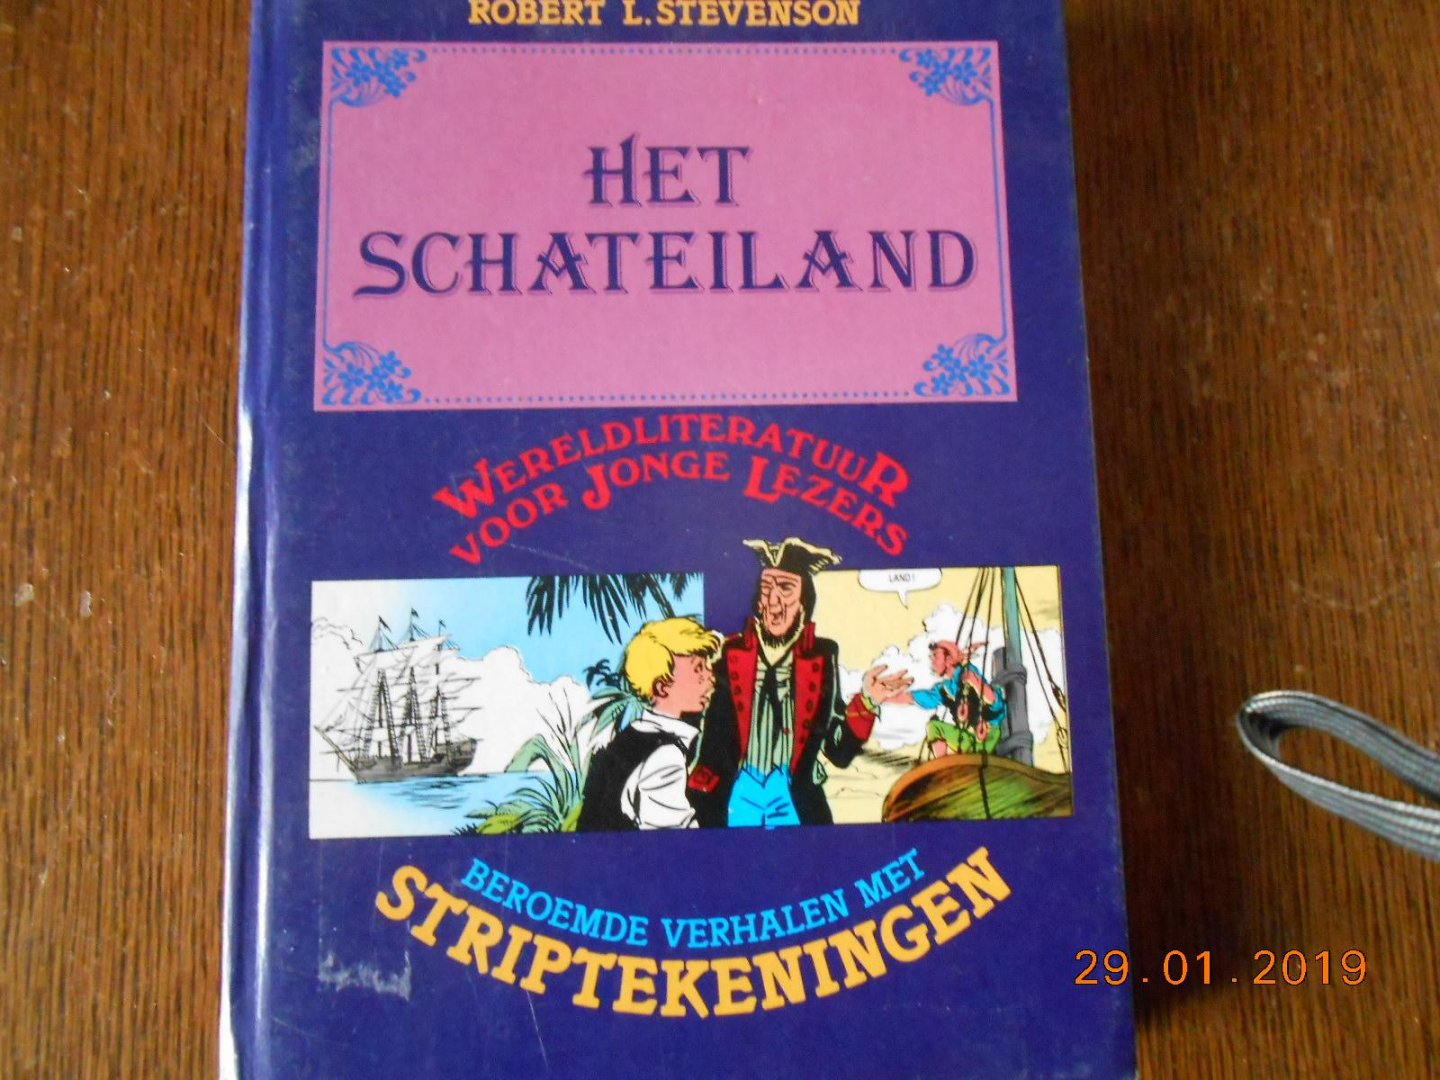 ROBERT L. STEVENSON
HET
SCHATEILAND
WERELDLITERATUUR
VOOR JONGE LEZERS
LAND!
BEROEMDE VERHALEN MET
STRIPTEKENINGEN
29.01.2019